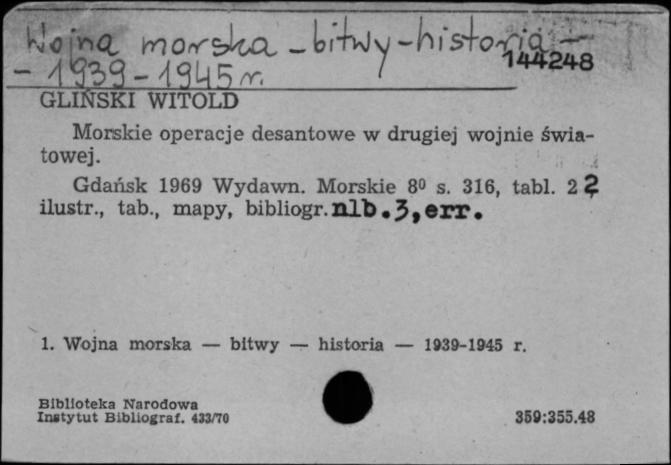 Wojna morska - bitwy - historia -
- 1939 - 1945 r.
144248
GLIŃSKI WITOLD
Morskie operacje desantowe w drugiej wojnie świa-
towej.
Gdańsk 1969 Wydawn. Morskie 8⁰ s. 316, tabl. 2 2
ilustr., tab., mapy, bibliogr. nlb. 3, err.
1. Wojna morska — bitwy — historia — 1939-1945 r.
Biblioteka Narodowa
Instytut Bibliograf. 433/70
359:355.48